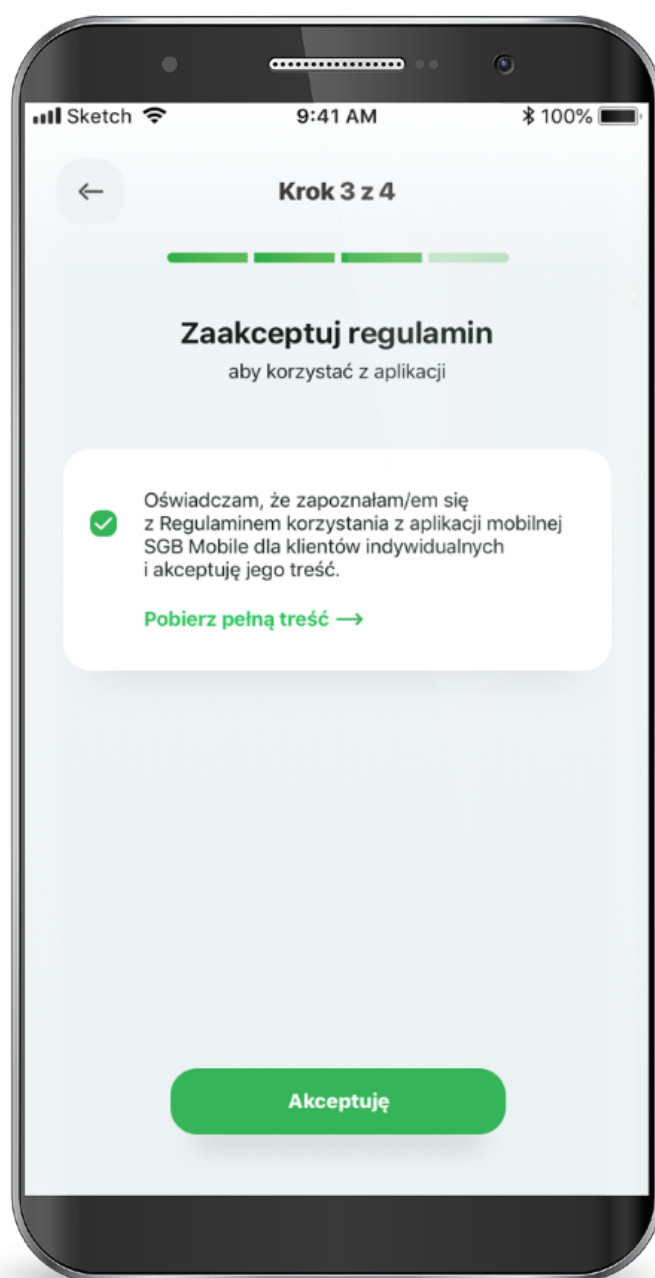 Sketch 9:41 AM 100%
Krok 3 z 4
Zaakceptuj regulamin
aby korzystać z aplikacji
Oświadczam, że zapoznałam/em się
z Regulaminem korzystania z aplikacji mobilnej
SGB Mobile dla klientów indywidualnych
i akceptuję jego treść.
Pobierz pełną treść →
Akceptuję